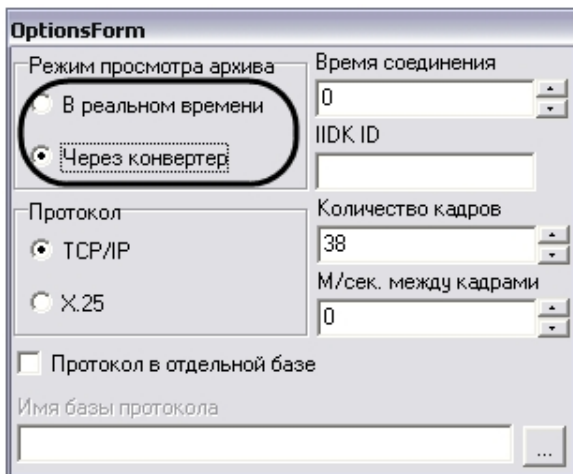 OptionsForm
Режим просмотра архива
В реальном времени
Через конвертер
Время соединения
0
IIDK ID
Протокол
TCP/IP
X.25
Количество кадров
38
М/сек. между кадрами
0
Протокол в отдельной базе
Имя базы протокола
...